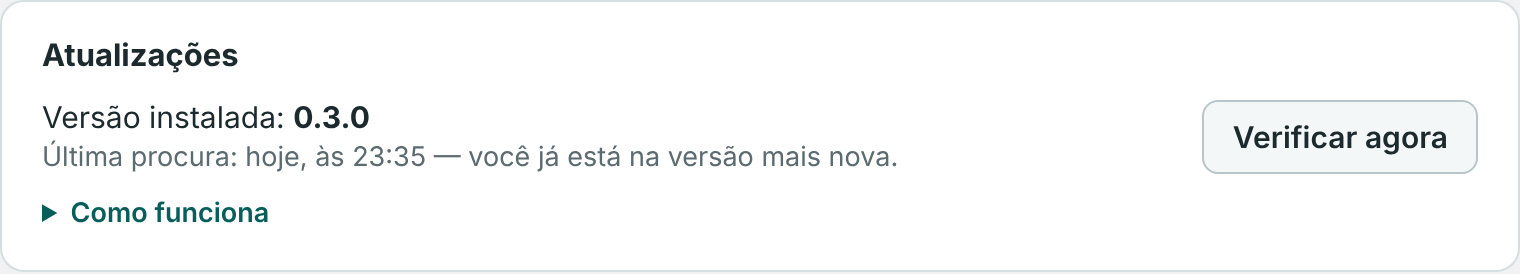 Atualizações
Versão instalada: 0.3.0
Última procura: hoje, às 23:35 — você já está na versão mais nova.
Verificar agora
Como funciona